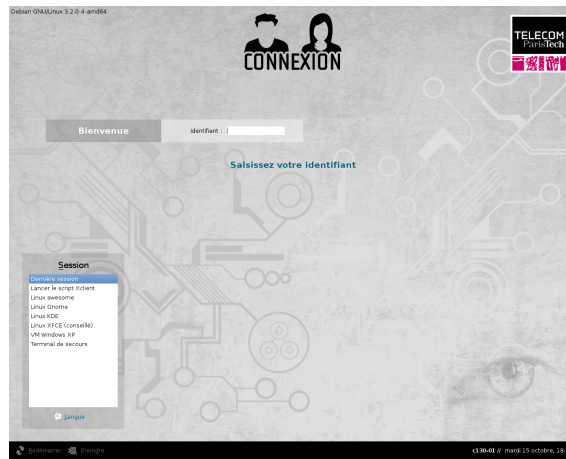 Debian GNU/Linux 3.2.0-4-amd64
CONNEXION
TELECOM
ParisTech
Bienvenue
Identifiant :
Saisissez votre identifiant
Session
Dernière session
Lancer le script Xclient
Linux awesome
Linux Gnome
Linux KDE
Linux XFCE (conseillé)
VM Windows XP
Terminal de secours
Langue
Redémarrer
Eteindre
c130-01 // mardi 15 octobre, 18: